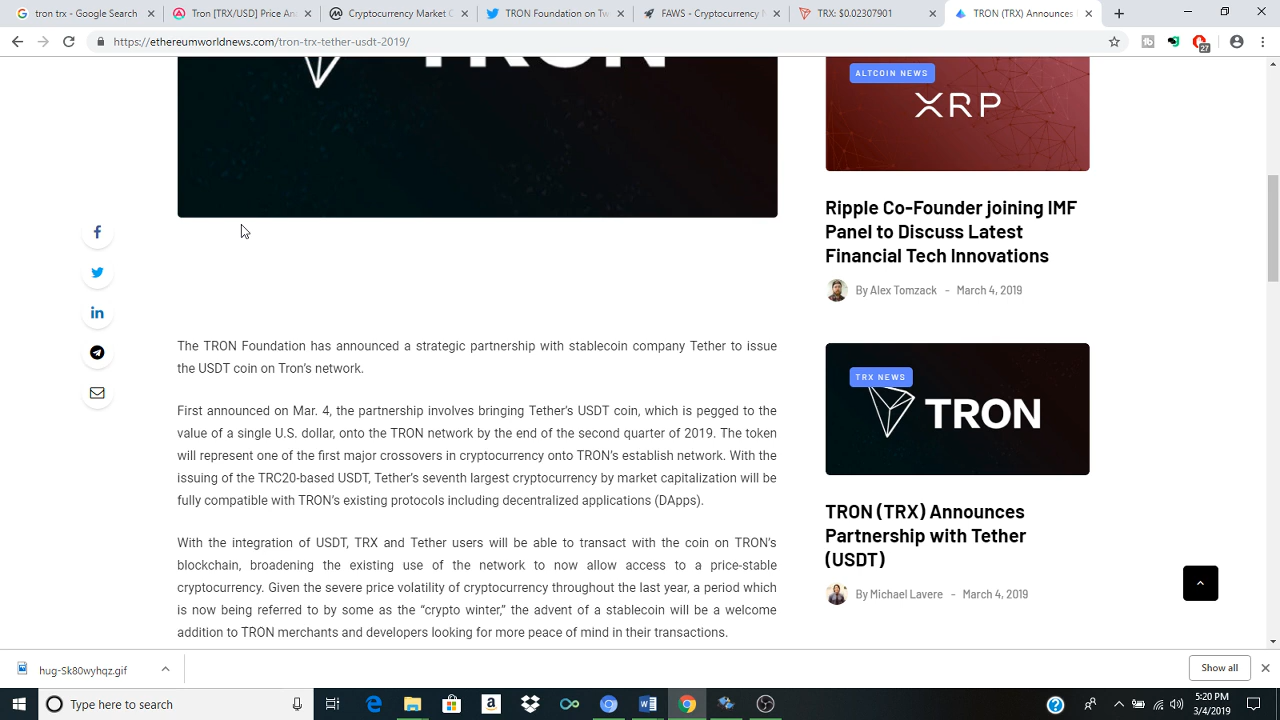 crypto market cap - Google Se
USD/TRX Price Ale
Cryptocurrency Market C
TRON Foundation on Tw
FAWS - Currency
TRX: $0.02301901
TRON (TRX) Announces
https://ethereumworldnews.com/tron-trx-tether-usdt-2019/
27
TRON
ALTCOIN NEWS
XRP
Ripple Co-Founder joining IMF
Panel to Discuss Latest
Financial Tech Innovations
By Alex Tomzack - March 4, 2019
The TRON Foundation has announced a strategic partnership with stablecoin company Tether to issue
the USDT coin on Tron's network.
First announced on Mar. 4, the partnership involves bringing Tether's USDT coin, which is pegged to the
value of a single U.S. dollar, onto the TRON network by the end of the second quarter of 2019. The token
will represent one of the first major crossovers in cryptocurrency onto TRON's establish network. With the
issuing of the TRC20-based USDT, Tether's seventh largest cryptocurrency by market capitalization will be
fully compatible with TRON's existing protocols including decentralized applications (DApps).
With the integration of USDT, TRX and Tether users will be able to transact with the coin on TRON's
blockchain, broadening the existing use of the network to now allow access to a price-stable
cryptocurrency. Given the severe price volatility of cryptocurrency throughout the last year, a period which
is now being referred to by some as the “crypto winter,” the advent of a stablecoin will be a welcome
addition to TRON merchants and developers looking for more peace of mind in their transactions.
TRX NEWS
TRON
TRON (TRX) Announces
Partnership with Tether
(USDT)
By Michael Lavere - March 4, 2019
hug-Sk80wyhqz.gif
Show all
Type here to search
5:20 PM
3/4/2019